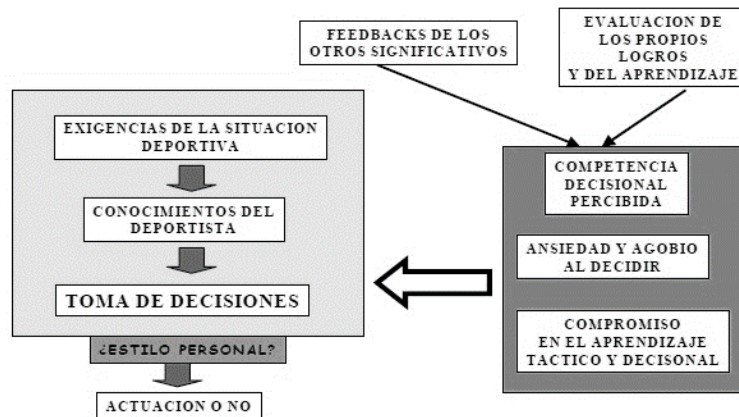 FEEDBACKS DE LOS
OTROS SIGNIFICATIVOS
EVALUACION DE
LOS PROPIOS
LOGROS
Y DEL APRENDIZAJE
EXIGENCIAS DE LA SITUACION
DEPORTIVA
CONOCIMIENTOS DEL
DEPORTISTA
TOMA DE DECISIONES
¿ESTILO PERSONAL?
ACTUACION O NO
COMPETENCIA
DECISIONAL
PERCIBIDA
ANSIEDAD Y AGOBIO
AL DECIDIR
COMPROMISO
EN EL APRENDIZAJE
TACTICO Y DECISONAL